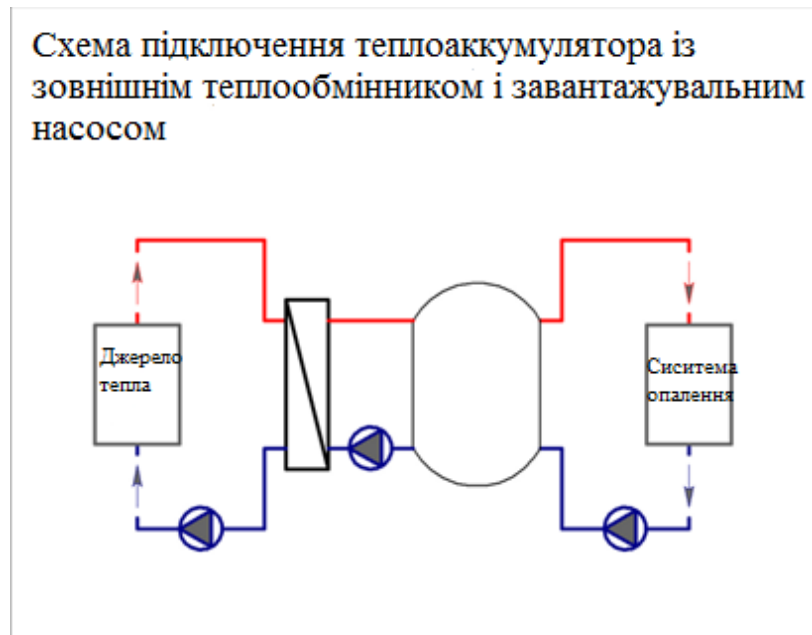 Схема підключення теплоаккумулятора із
зовнішнім теплообмінником і завантажувальним
насосом
Джерело
тепла
Сиситема
опалення